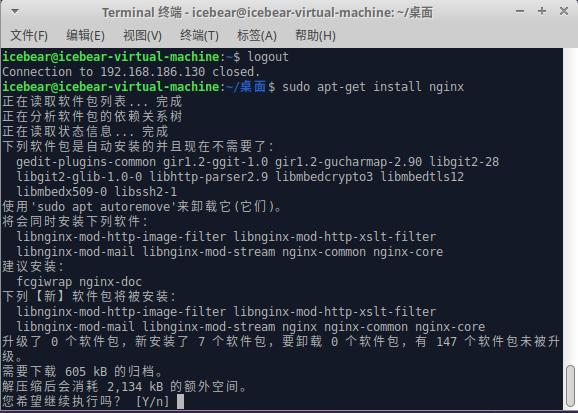 Terminal 终端 - icebear@icebear-virtual-machine: ~/桌面
文件(F) 编辑(E) 视图(V) 终端(T) 标签(A) 帮助(H)
icebear@icebear-virtual-machine:~$ logout
Connection to 192.168.186.130 closed.
icebear@icebear-virtual-machine:~/桌面$ sudo apt-get install nginx
正在读取软件包列表... 完成
正在分析软件包的依赖关系树
正在读取状态信息... 完成
下列软件包是自动安装的并且现在不需要了:
gedit-plugins-common gir1.2-ggit-1.0 gir1.2-gucharmap-2.90 libgit2-28
libgit2-glib-1.0-0 libhttp-parser2.9 libmbedcrypto3 libmbedtls12
libmbedx509-0 libssh2-1
使用'sudo apt autoremove'来卸载它(它们)。
将会同时安装下列软件:
libnginx-mod-http-image-filter libnginx-mod-http-xslt-filter
libnginx-mod-mail libnginx-mod-stream nginx-common nginx-core
建议安装:
fcgiwrap nginx-doc
下列【新】软件包将被安装:
libnginx-mod-http-image-filter libnginx-mod-http-xslt-filter
libnginx-mod-mail libnginx-mod-stream nginx nginx-common nginx-core
升级了 0 个软件包，新安装了 7 个软件包，要卸载 0 个软件包，有 147 个软件包未被升
级。
需要下载 605 kB 的归档。
解压缩后会消耗 2,134 kB 的额外空间。
您希望继续执行吗？ [Y/n]